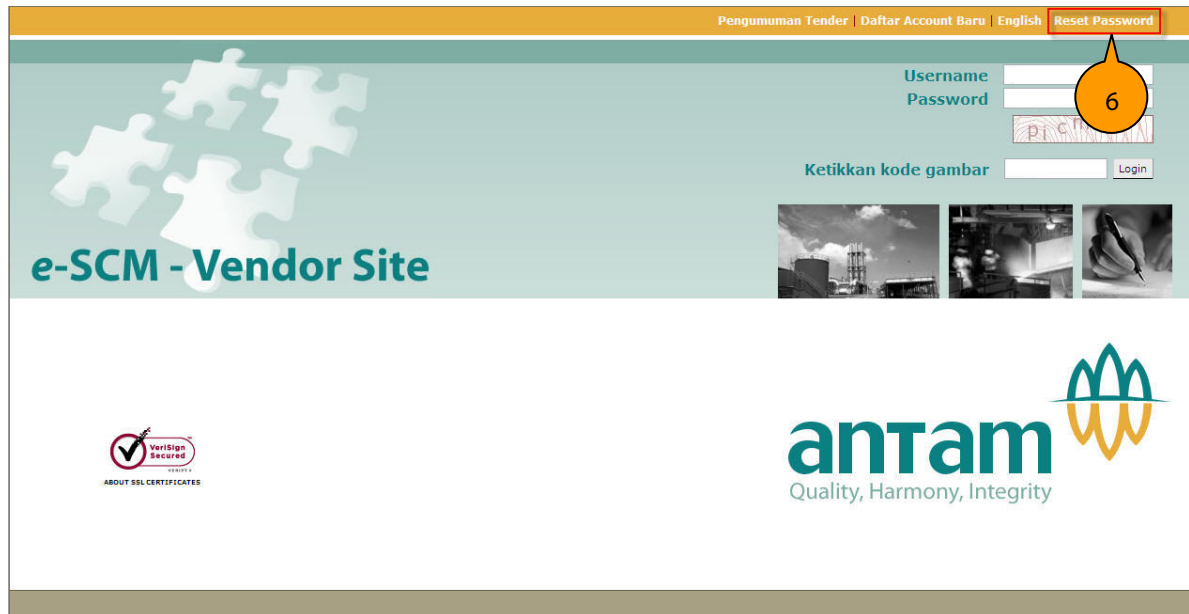 Pengumuman Tender | Daftar Account Baru | English Reset Password
Username
Password
6
Ketikkan kode gambar
Login
e-SCM - Vendor Site
VeriSign
Secured
VERIFY
ABOUT SSL CERTIFICATES
anTam
Quality, Harmony, Integrity